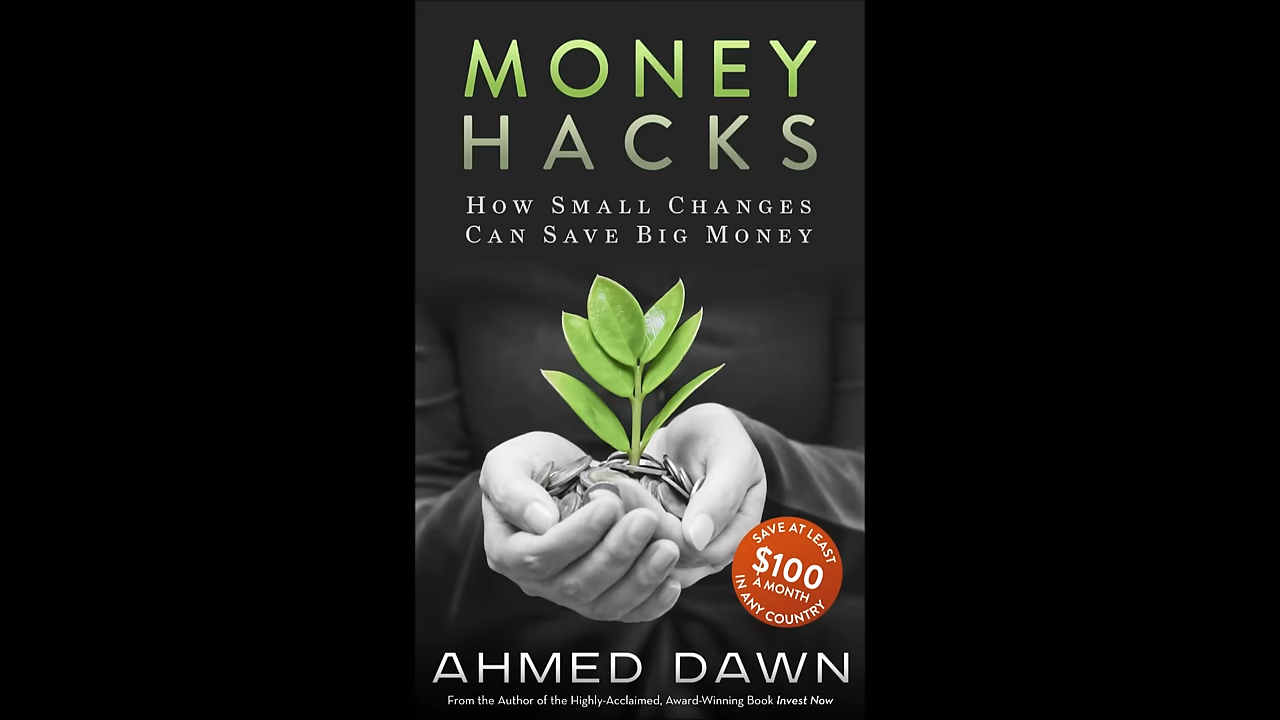 MONEY
HACKS
How Small Changes
Can Save Big Money
SAVE AT LEAST
$100
A MONTH
IN ANY COUNTRY
AHMED DAWN
From the Author of the Highly-Acclaimed, Award-Winning Book Invest Now